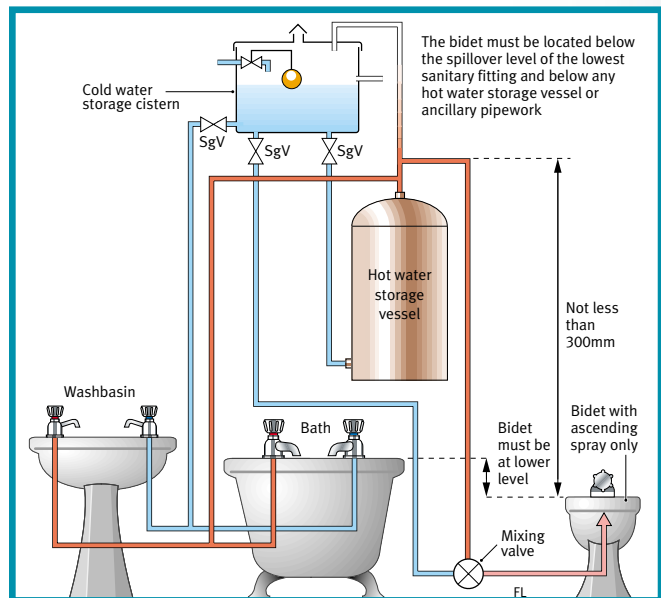 The bidet must be located below
the spillover level of the lowest
sanitary fitting and below any
hot water storage vessel or
ancillary pipework
Cold water
storage cistern
SgV
SgV
SgV
Hot water
storage
vessel
Not less
than
300mm
Washbasin
Bath
Bidet
must be
at lower
level
Bidet with
ascending
spray only
Mixing
valve
FL